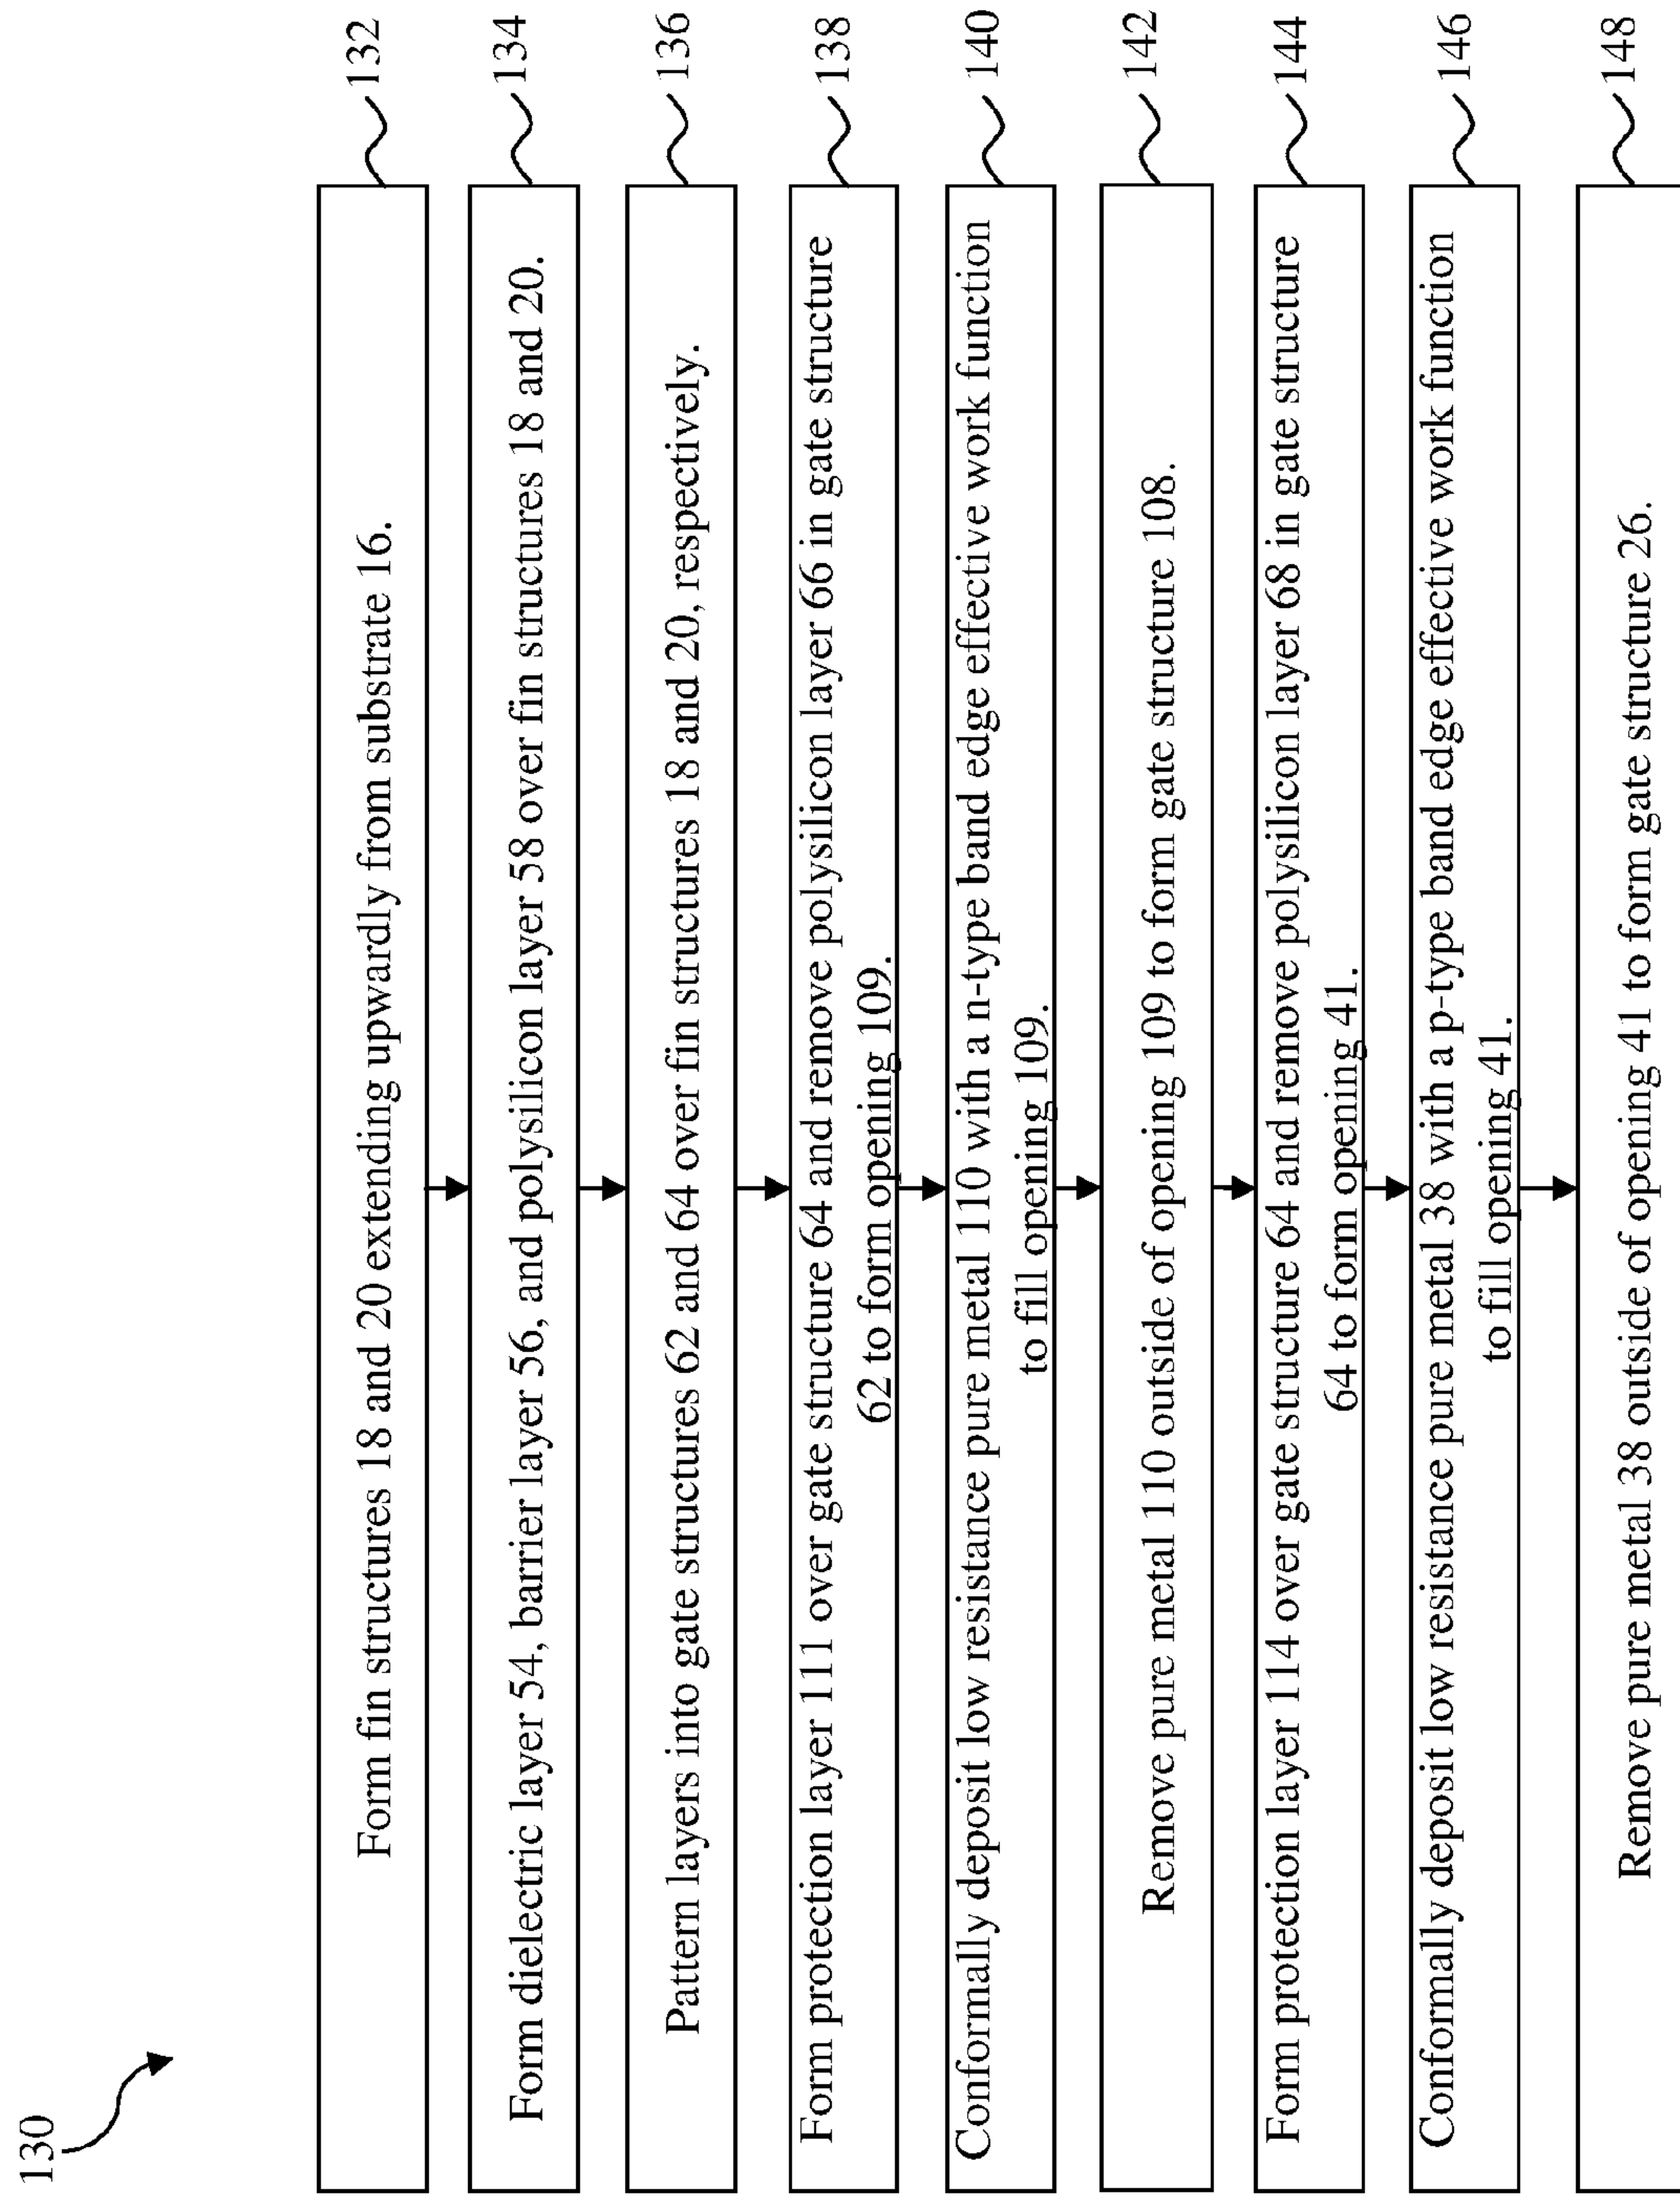 130
Form fin structures 18 and 20 extending upwardly from substrate 16.
132
Form dielectric layer 54, barrier layer 56, and polysilicon layer 58 over fin structures 18 and 20.
134
Pattern layers into gate structures 62 and 64 over fin structures 18 and 20, respectively.
136
Form protection layer 111 over gate structure 64 and remove polysilicon layer 66 in gate structure
62 to form opening 109.
138
Conformally deposit low resistance pure metal 110 with a n-type band edge effective work function
to fill opening 109.
140
Remove pure metal 110 outside of opening 109 to form gate structure 108.
142
Form protection layer 114 over gate structure 64 and remove polysilicon layer 68 in gate structure
64 to form opening 41.
144
Conformally deposit low resistance pure metal 38 with a p-type band edge effective work function
to fill opening 41.
146
Remove pure metal 38 outside of opening 41 to form gate structure 26.
148